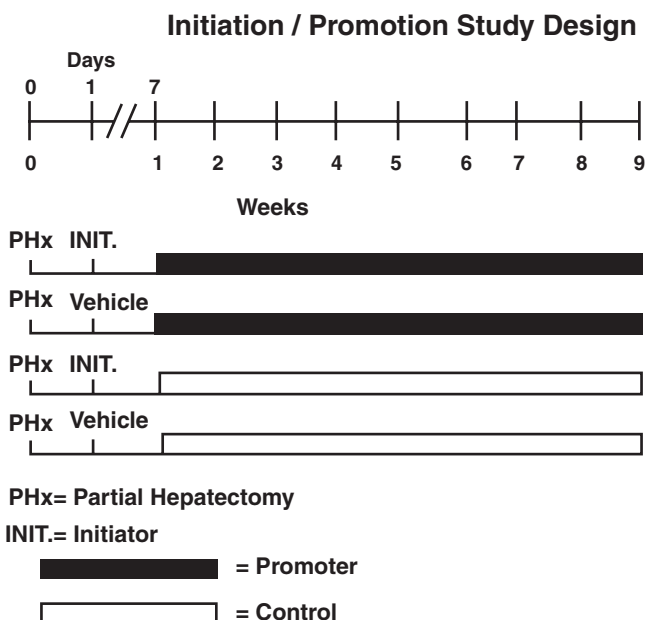 Initiation / Promotion Study Design
Days
0 1 7
0 1 2 3 4 5 6 7 8 9
Weeks
PHx INIT.
PHx Vehicle
PHx INIT.
PHx Vehicle
PHx= Partial Hepatectomy
INIT.= Initiator
= Promoter
= Control